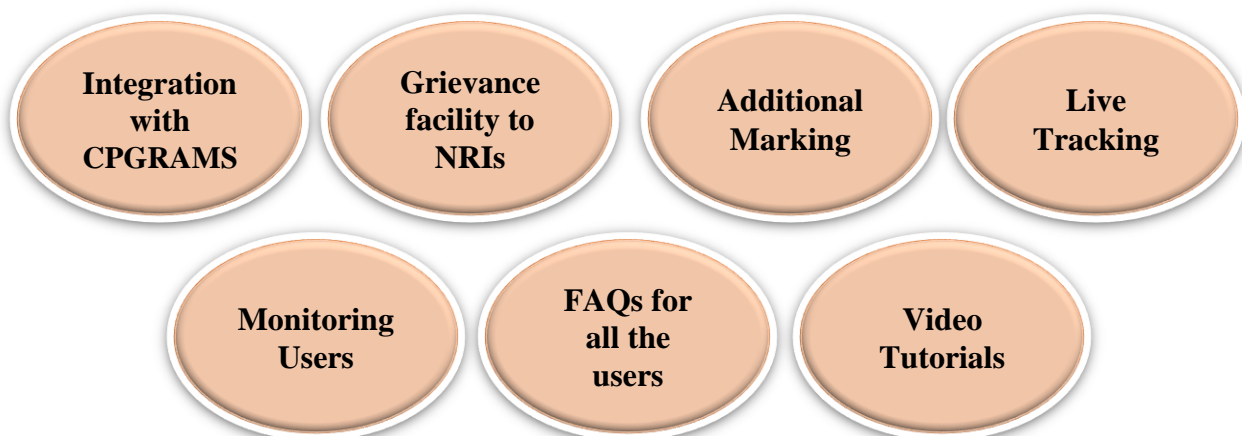 Integration
with
CPGRAMS
Grievance
facility to
NRIs
Additional
Marking
Live
Tracking
Monitoring
Users
FAQs for
all the
users
Video
Tutorials